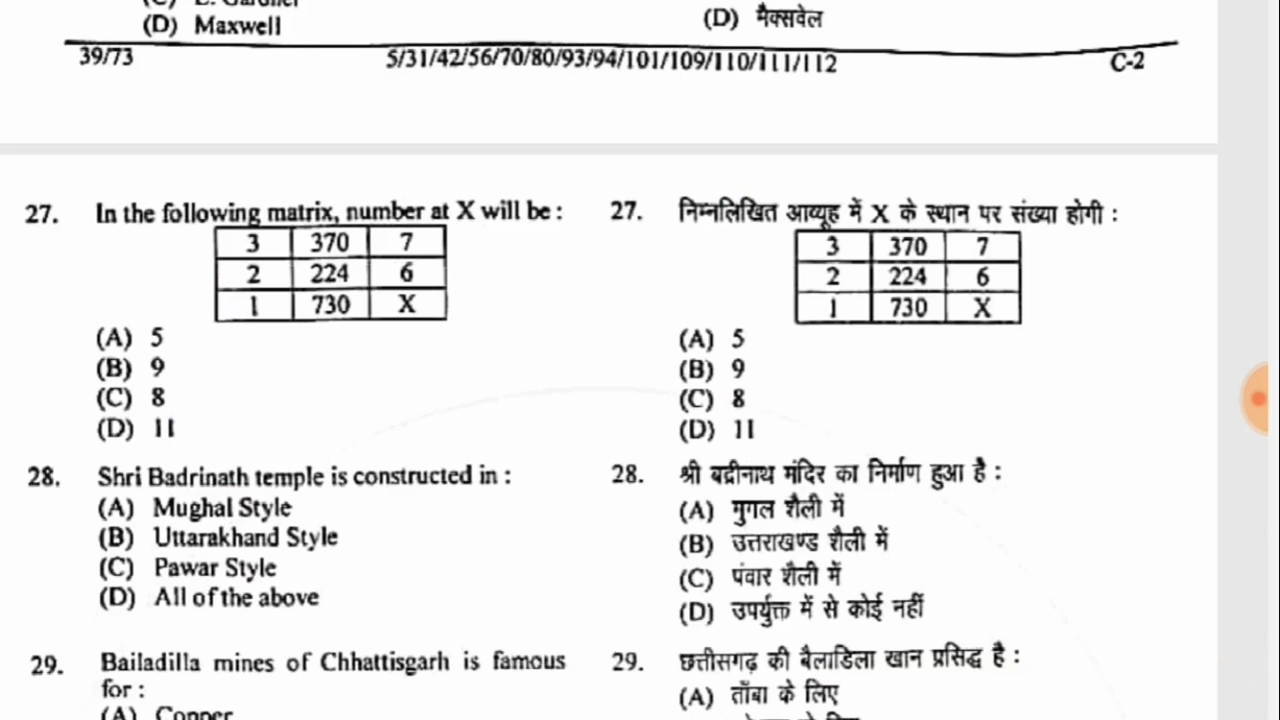 (D) Maxwell
(D) मैक्सवेल
39/73 5/31/42/56/70/80/93/94/101/109/110/111/112 C-2
27. In the following matrix, number at X will be :
3 370 7
2 224 6
1 730 X
(A) 5
(B) 9
(C) 8
(D) 11
28. Shri Badrinath temple is constructed in :
(A) Mughal Style
(B) Uttarakhand Style
(C) Pawar Style
(D) All of the above
29. Bailadilla mines of Chhattisgarh is famous
for :
(A) Copper
27. निम्नलिखित आव्यूह में X के स्थान पर संख्या होगी :
3 370 7
2 224 6
1 730 X
(A) 5
(B) 9
(C) 8
(D) 11
28. श्री बद्रीनाथ मंदिर का निर्माण हुआ है :
(A) मुगल शैली में
(B) उत्तराखण्ड शैली में
(C) पंवार शैली में
(D) उपर्युक्त में से कोई नहीं
29. छत्तीसगढ़ की बैलाडिला खान प्रसिद्ध है :
(A) ताँबा के लिए